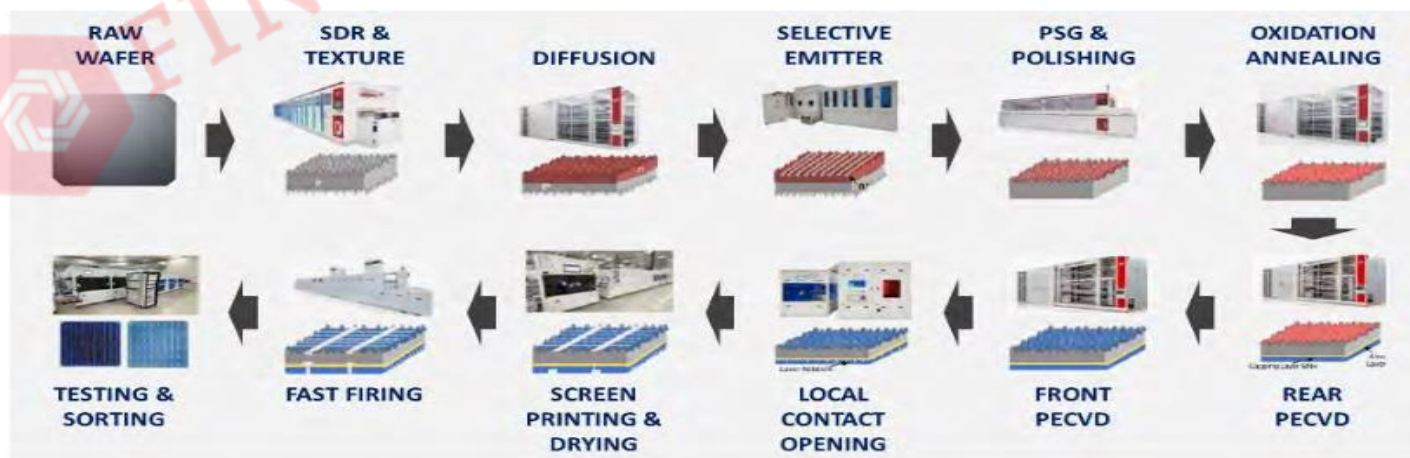 RAW
WAFER
SDR &
TEXTURE
DIFFUSION
SELECTIVE
EMITTER
PSG &
POLISHING
OXIDATION
ANNEALING
TESTING &
SORTING
FAST FIRING
SCREEN
PRINTING &
DRYING
LOCAL
CONTACT
OPENING
FRONT
PECVD
REAR
PECVD
FIN